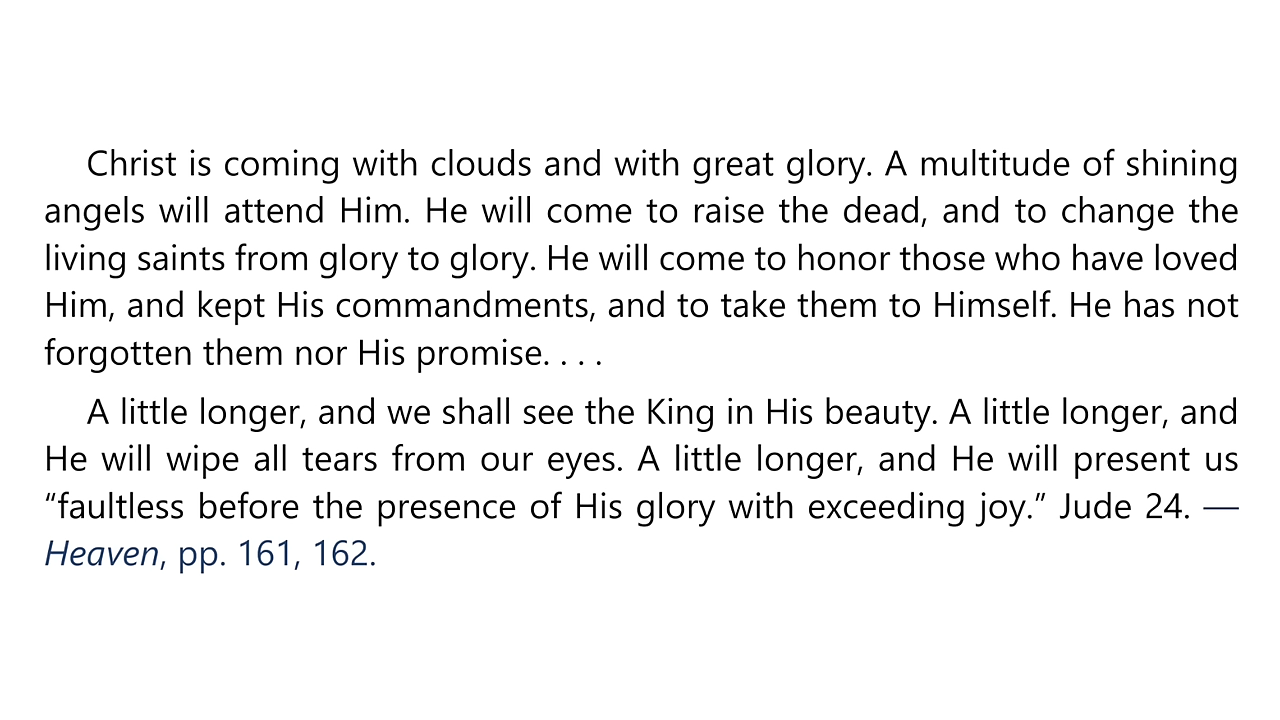 Christ is coming with clouds and with great glory. A multitude of shining
angels will attend Him. He will come to raise the dead, and to change the
living saints from glory to glory. He will come to honor those who have loved
Him, and kept His commandments, and to take them to Himself. He has not
forgotten them nor His promise. . . .
A little longer, and we shall see the King in His beauty. A little longer, and
He will wipe all tears from our eyes. A little longer, and He will present us
“faultless before the presence of His glory with exceeding joy.” Jude 24. —
Heaven, pp. 161, 162.